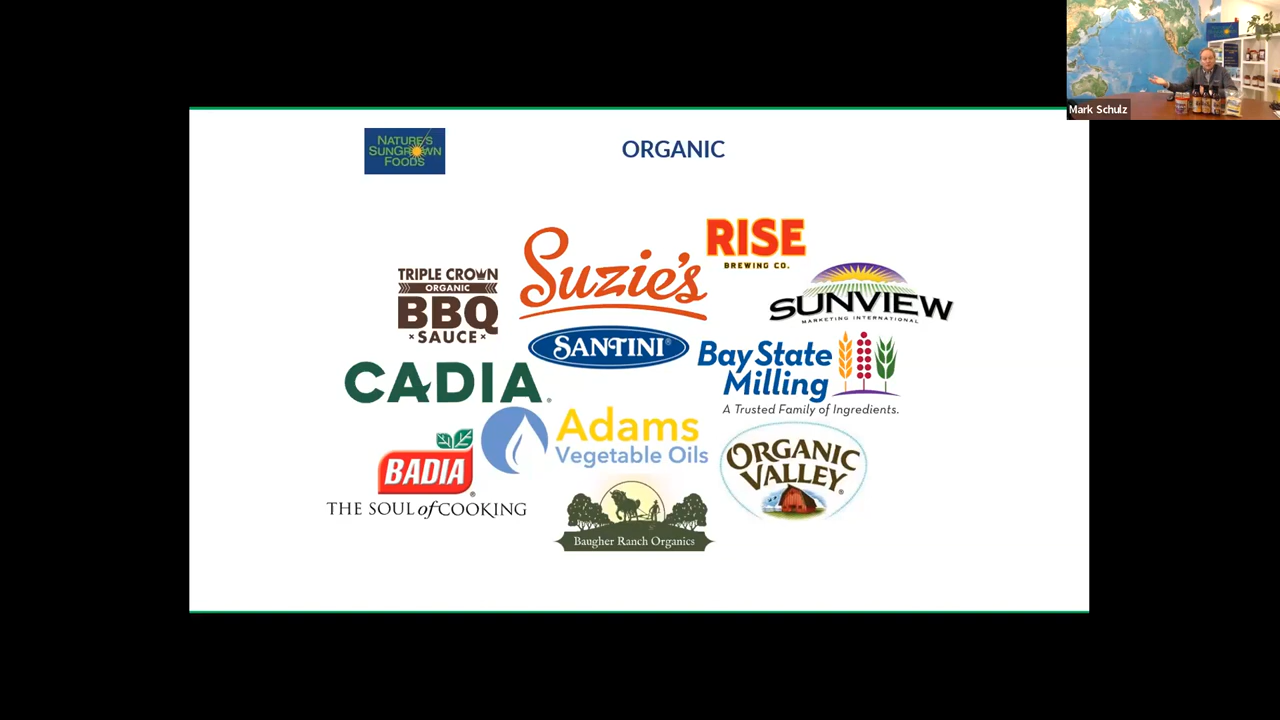 Mark Schulz
NATURE'S
SUNGROWN
FOODS
ORGANIC
RISE
BREWING CO.
Suzie's
TRIPLE CROWN
ORGANIC
BBQ
SAUCE
SUNVIEW
MARKETING INTERNATIONAL
SANTINI®
Bay State
Milling
A Trusted Family of Ingredients.
CADIA®
Adams
Vegetable Oils
ORGANIC
VALLEY®
BADIA®
THE SOUL of COOKING
Baugher Ranch Organics